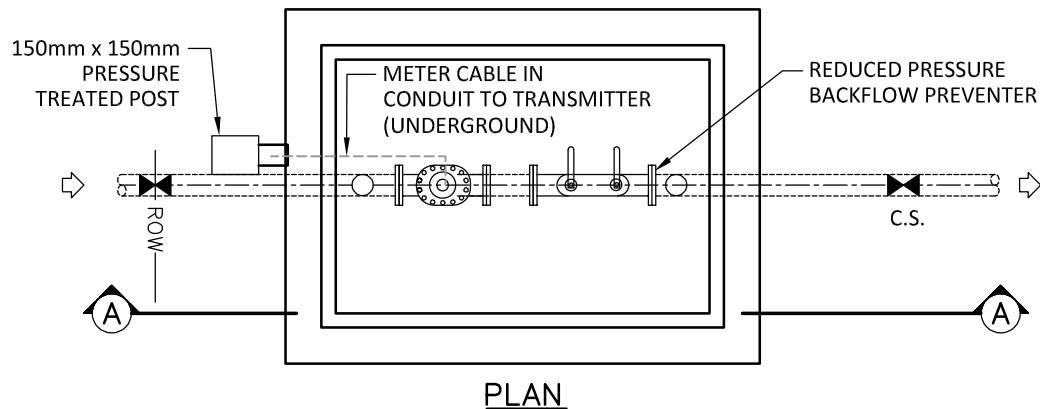 150mm x 150mm
PRESSURE
TREATED POST
METER CABLE IN
CONDUIT TO TRANSMITTER
(UNDERGROUND)
REDUCED PRESSURE
BACKFLOW PREVENTER
ROW
C.S.
A
A
PLAN